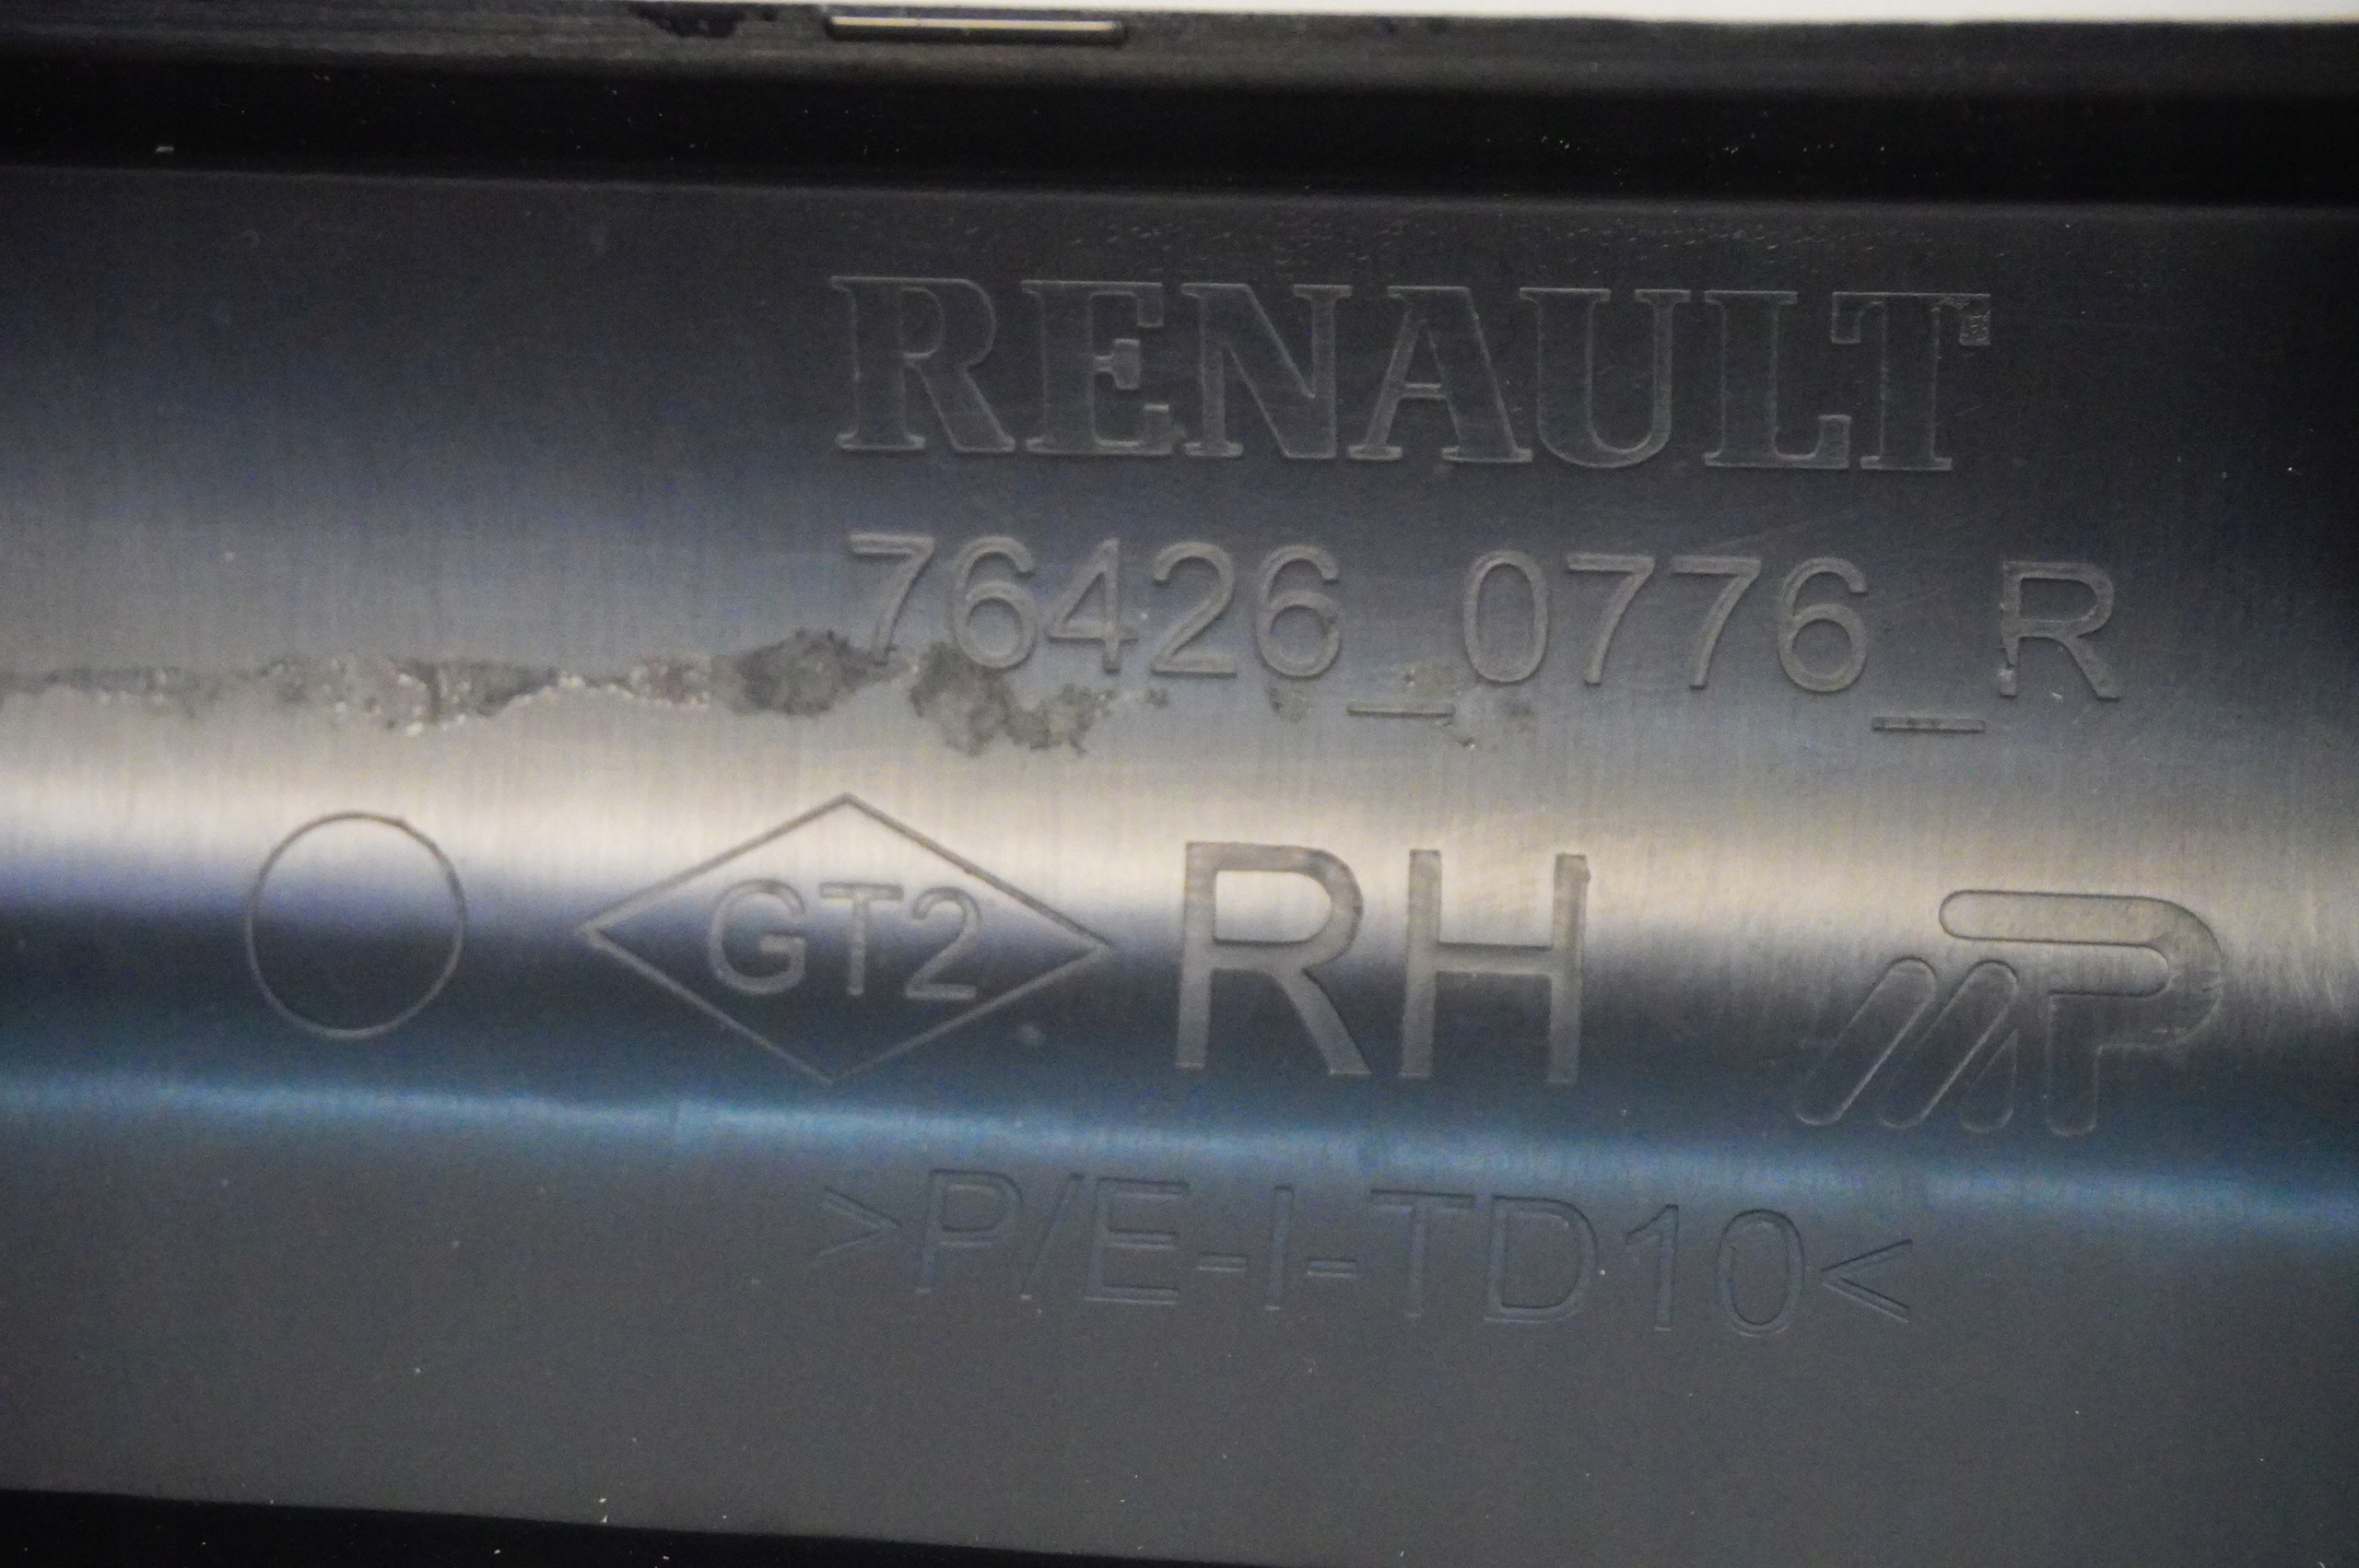 RENAULT
76426_0776_R
GT2 RH
>P/E-I-TD10<